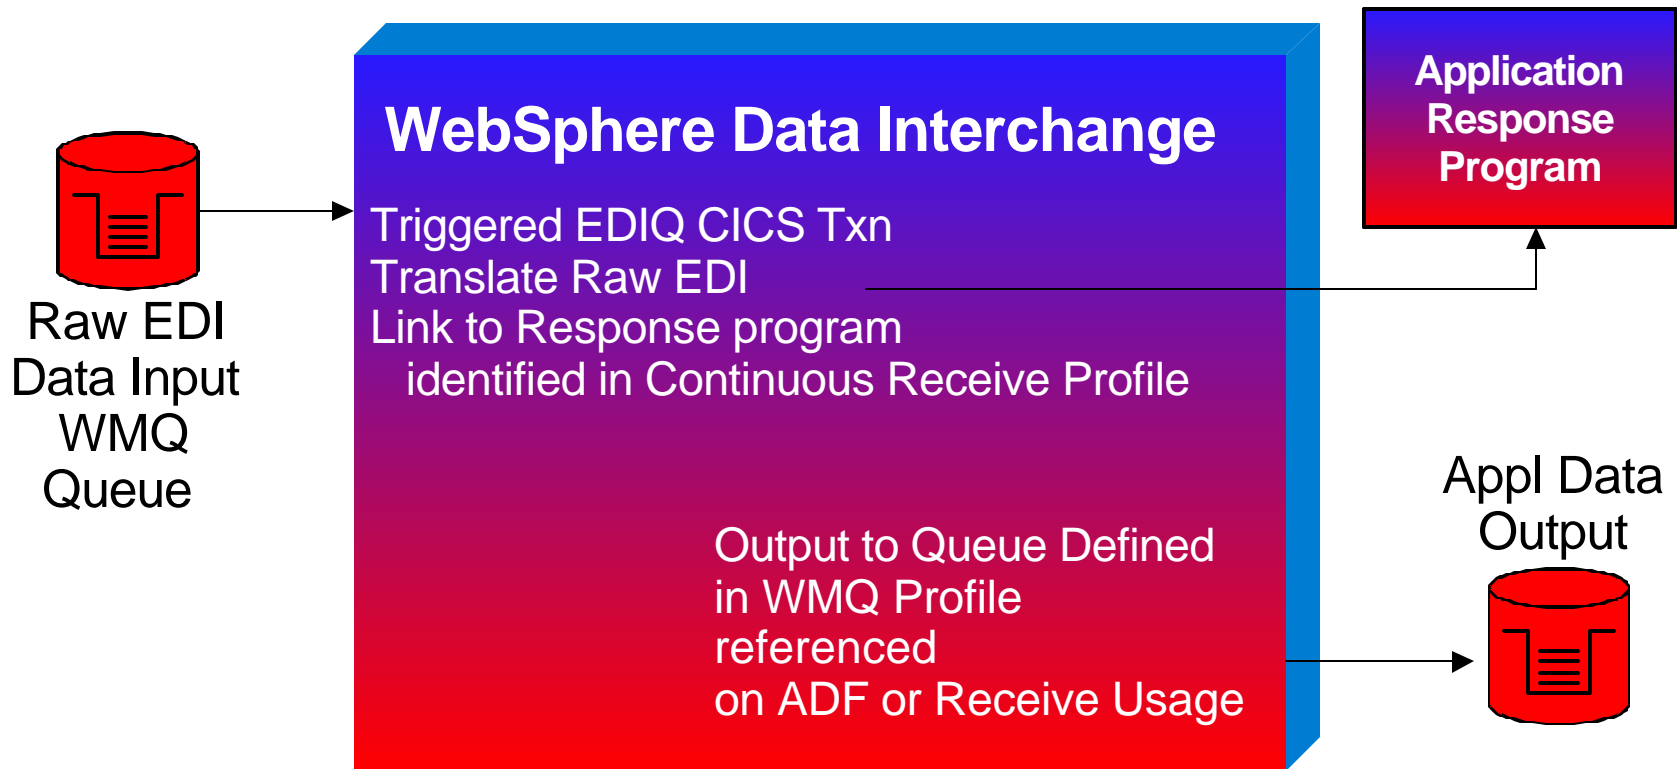 Raw EDI
Data Input
WMQ
Queue
WebSphere Data Interchange
Triggered EDIQ CICS Txn
Translate Raw EDI
Link to Response program
identified in Continuous Receive Profile
Output to Queue Defined
in WMQ Profile
referenced
on ADF or Receive Usage
Application
Response
Program
Appl Data
Output